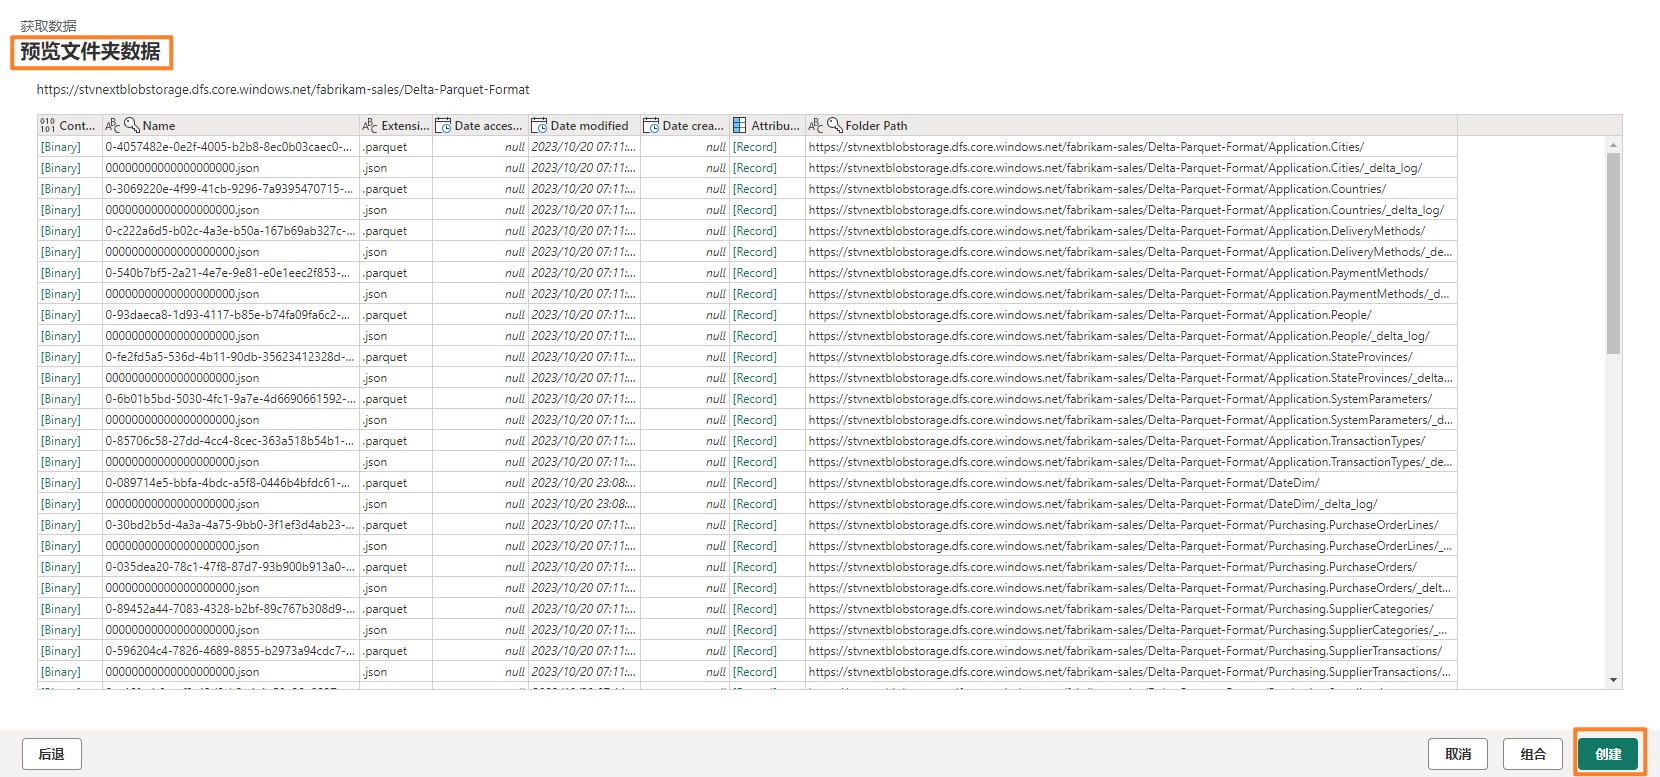 获取数据
预览文件夹数据
https://stvnextblobstorage.dfs.core.windows.net/fabrikam-sales/Delta-Parquet-Format
Cont... Name Extensi... Date acces... Date modified Date crea... Attribu... Folder Path
[Binary] 0-4057482e-0e2f-4005-b2b8-8ec0b03caec0-... .parquet null 2023/10/20 07:11:... null [Record] https://stvnextblobstorage.dfs.core.windows.net/fabrikam-sales/Delta-Parquet-Format/Application.Cities/
[Binary] 00000000000000000000.json .json null 2023/10/20 07:11:... null [Record] https://stvnextblobstorage.dfs.core.windows.net/fabrikam-sales/Delta-Parquet-Format/Application.Cities/_delta_log/
[Binary] 0-3069220e-4f99-41cb-9296-7a9395470715-... .parquet null 2023/10/20 07:11:... null [Record] https://stvnextblobstorage.dfs.core.windows.net/fabrikam-sales/Delta-Parquet-Format/Application.Countries/
[Binary] 00000000000000000000.json .json null 2023/10/20 07:11:... null [Record] https://stvnextblobstorage.dfs.core.windows.net/fabrikam-sales/Delta-Parquet-Format/Application.Countries/_delta_log/
[Binary] 0-c222a6d5-b02c-4a3e-b50a-167b69ab327c-... .parquet null 2023/10/20 07:11:... null [Record] https://stvnextblobstorage.dfs.core.windows.net/fabrikam-sales/Delta-Parquet-Format/Application.DeliveryMethods/
[Binary] 00000000000000000000.json .json null 2023/10/20 07:11:... null [Record] https://stvnextblobstorage.dfs.core.windows.net/fabrikam-sales/Delta-Parquet-Format/Application.DeliveryMethods/_de...
[Binary] 0-540b7bf5-2a21-4e7e-9e81-e0e1eec2f853-... .parquet null 2023/10/20 07:11:... null [Record] https://stvnextblobstorage.dfs.core.windows.net/fabrikam-sales/Delta-Parquet-Format/Application.PaymentMethods/
[Binary] 00000000000000000000.json .json null 2023/10/20 07:11:... null [Record] https://stvnextblobstorage.dfs.core.windows.net/fabrikam-sales/Delta-Parquet-Format/Application.PaymentMethods/_d...
[Binary] 0-93daeca8-1d93-4117-b85e-b74fa09fa6c2-... .parquet null 2023/10/20 07:11:... null [Record] https://stvnextblobstorage.dfs.core.windows.net/fabrikam-sales/Delta-Parquet-Format/Application.People/
[Binary] 00000000000000000000.json .json null 2023/10/20 07:11:... null [Record] https://stvnextblobstorage.dfs.core.windows.net/fabrikam-sales/Delta-Parquet-Format/Application.People/_delta_log/
[Binary] 0-fe2fd5a5-536d-4b11-90db-35623412328d-... .parquet null 2023/10/20 07:11:... null [Record] https://stvnextblobstorage.dfs.core.windows.net/fabrikam-sales/Delta-Parquet-Format/Application.StateProvinces/
[Binary] 00000000000000000000.json .json null 2023/10/20 07:11:... null [Record] https://stvnextblobstorage.dfs.core.windows.net/fabrikam-sales/Delta-Parquet-Format/Application.StateProvinces/_delta...
[Binary] 0-6b01b5bd-5030-4fc1-9a7e-4d6690661592-... .parquet null 2023/10/20 07:11:... null [Record] https://stvnextblobstorage.dfs.core.windows.net/fabrikam-sales/Delta-Parquet-Format/Application.SystemParameters/
[Binary] 00000000000000000000.json .json null 2023/10/20 07:11:... null [Record] https://stvnextblobstorage.dfs.core.windows.net/fabrikam-sales/Delta-Parquet-Format/Application.SystemParameters/_d...
[Binary] 0-85706c58-27dd-4cc4-8cec-363a518b54b1-... .parquet null 2023/10/20 07:11:... null [Record] https://stvnextblobstorage.dfs.core.windows.net/fabrikam-sales/Delta-Parquet-Format/Application.TransactionTypes/
[Binary] 00000000000000000000.json .json null 2023/10/20 07:11:... null [Record] https://stvnextblobstorage.dfs.core.windows.net/fabrikam-sales/Delta-Parquet-Format/Application.TransactionTypes/_de...
[Binary] 0-089714e5-bbfa-4bdc-a5f8-0446b4bfdc61-... .parquet null 2023/10/20 23:08:... null [Record] https://stvnextblobstorage.dfs.core.windows.net/fabrikam-sales/Delta-Parquet-Format/DateDim/
[Binary] 00000000000000000000.json .json null 2023/10/20 23:08:... null [Record] https://stvnextblobstorage.dfs.core.windows.net/fabrikam-sales/Delta-Parquet-Format/DateDim/_delta_log/
[Binary] 0-30bd2b5d-4a3a-4a75-9bb0-3f1ef3d4ab23-... .parquet null 2023/10/20 07:11:... null [Record] https://stvnextblobstorage.dfs.core.windows.net/fabrikam-sales/Delta-Parquet-Format/Purchasing.PurchaseOrderLines/
[Binary] 00000000000000000000.json .json null 2023/10/20 07:11:... null [Record] https://stvnextblobstorage.dfs.core.windows.net/fabrikam-sales/Delta-Parquet-Format/Purchasing.PurchaseOrderLines/_...
[Binary] 0-035dea20-78c1-47f8-87d7-93b900b913a0-... .parquet null 2023/10/20 07:11:... null [Record] https://stvnextblobstorage.dfs.core.windows.net/fabrikam-sales/Delta-Parquet-Format/Purchasing.PurchaseOrders/
[Binary] 00000000000000000000.json .json null 2023/10/20 07:11:... null [Record] https://stvnextblobstorage.dfs.core.windows.net/fabrikam-sales/Delta-Parquet-Format/Purchasing.PurchaseOrders/_delt...
[Binary] 0-89452a44-7083-4328-b2bf-89c767b308d9-... .parquet null 2023/10/20 07:11:... null [Record] https://stvnextblobstorage.dfs.core.windows.net/fabrikam-sales/Delta-Parquet-Format/Purchasing.SupplierCategories/
[Binary] 00000000000000000000.json .json null 2023/10/20 07:11:... null [Record] https://stvnextblobstorage.dfs.core.windows.net/fabrikam-sales/Delta-Parquet-Format/Purchasing.SupplierCategories/_...
[Binary] 0-596204c4-7826-4689-8855-b2973a94cdc7-... .parquet null 2023/10/20 07:11:... null [Record] https://stvnextblobstorage.dfs.core.windows.net/fabrikam-sales/Delta-Parquet-Format/Purchasing.SupplierTransactions/
[Binary] 00000000000000000000.json .json null 2023/10/20 07:11:... null [Record] https://stvnextblobstorage.dfs.core.windows.net/fabrikam-sales/Delta-Parquet-Format/Purchasing.SupplierTransactions/...
后退 取消 组合 创建